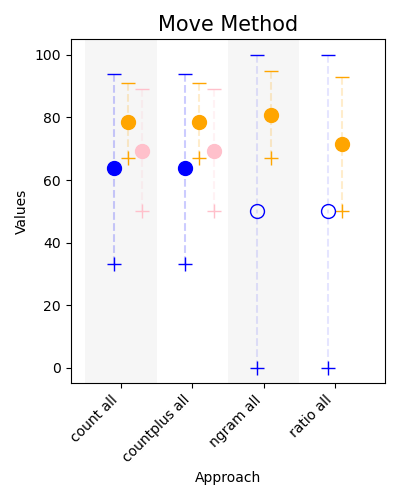 Move Method
100
80
60
40
20
0
Values
count all
countplus all
ngram all
ratio all
Approach